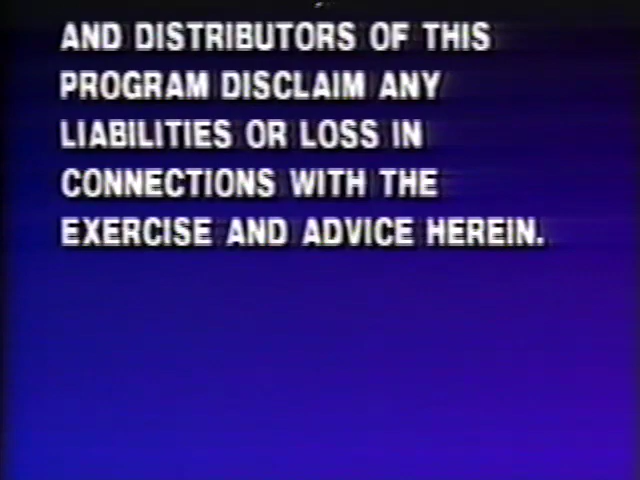 AND DISTRIBUTORS OF THIS
PROGRAM DISCLAIM ANY
LIABILITIES OR LOSS IN
CONNECTIONS WITH THE
EXERCISE AND ADVICE HEREIN.